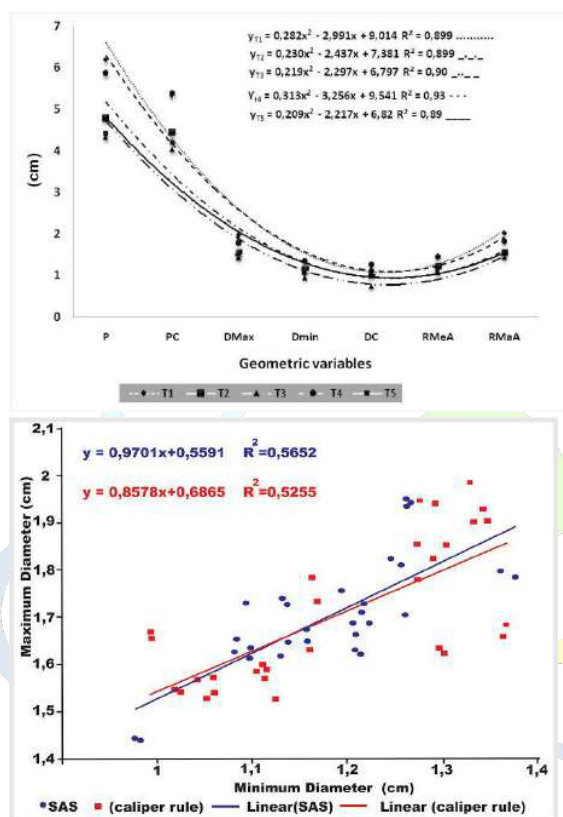 7
yT1 = 0,282x² - 2,991x + 9,014 R² = 0,899 ...........
yT2 = 0,230x² - 2,437x + 7,381 R² = 0,899 _._._
6
yT3 = 0,219x² - 2,297x + 6,797 R² = 0,90 _.._ _
YT4 = 0,313x² - 3,256x + 9,541 R² = 0,93 - - -
5
yT5 = 0,209x² - 2,217x + 6,82 R² = 0,89 ____
4
(cm)
3
2
1
0
P PC DMax Dmin DC RMeA RMaA
Geometric variables
T1 T2 T3 T4 T5
2,1
y = 0,9701x+0,5591 R²=0,5652
2
y = 0,8578x+0,6865 R²=0,5255
1,9
1,8
Maximum Diameter (cm)
1,7
1,6
1,5
1,4
1 1,1 1,2 1,3 1,4
Minimum Diameter (cm)
SAS (caliper rule) Linear(SAS) Linear (caliper rule)